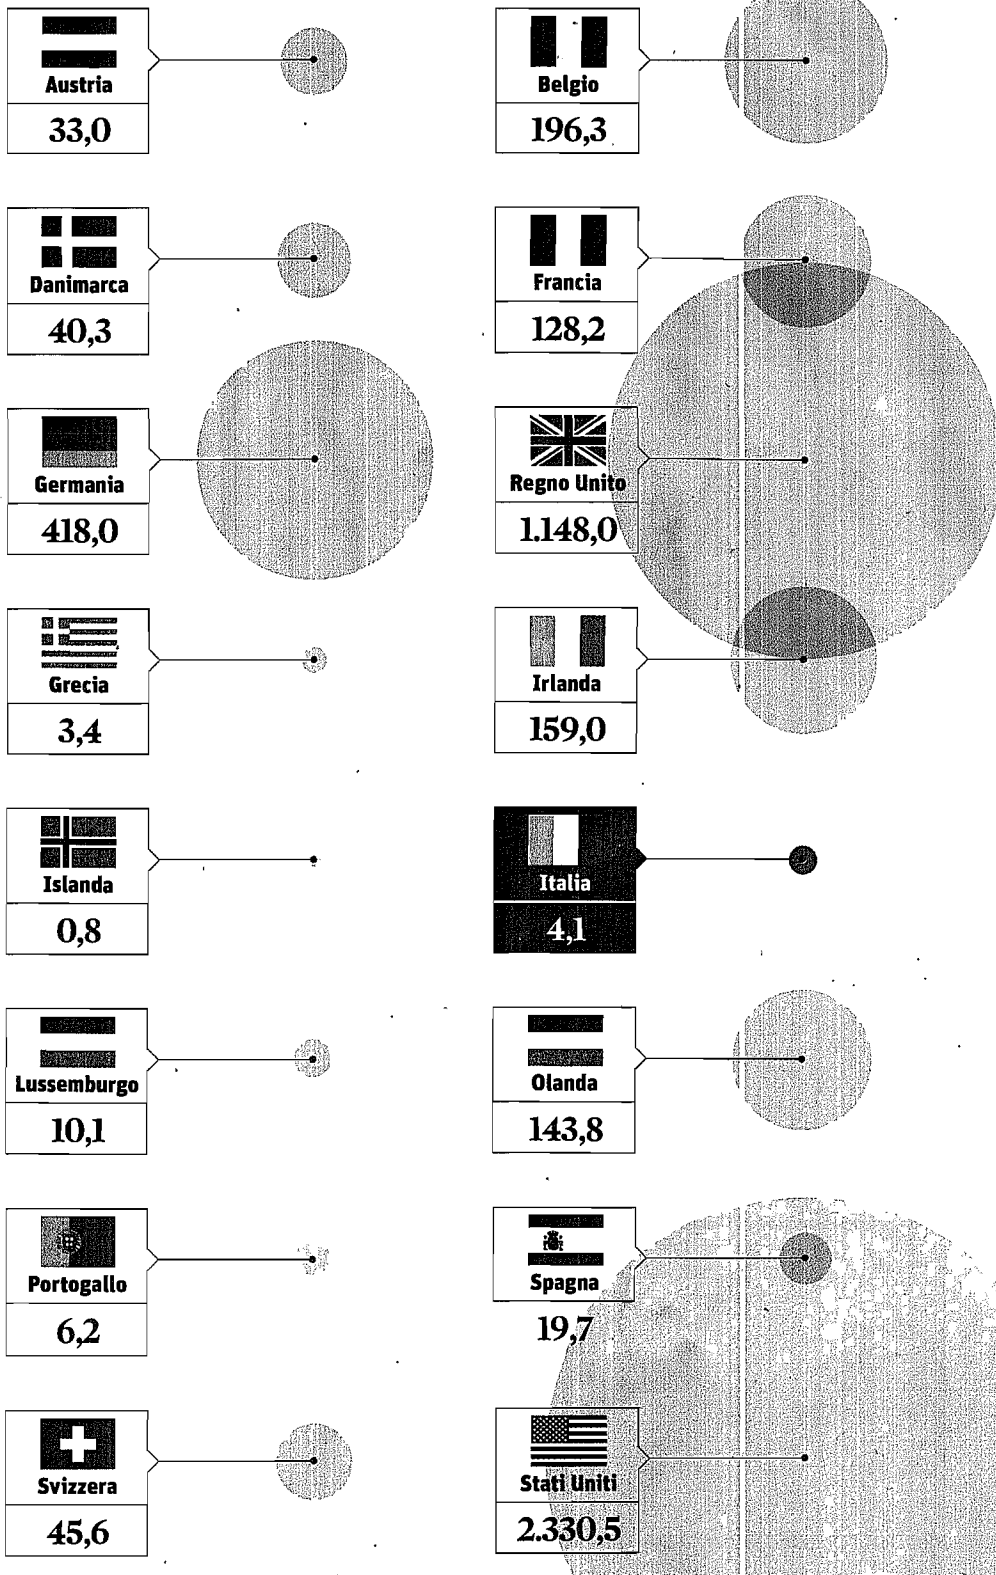 Austria
33,0
Belgio
196,3
Danimarca
40,3
Francia
128,2
Germania
418,0
Regno Unito
1.148,0
Grecia
3,4
Irlanda
159,0
Islanda
0,8
Italia
4,1
Lussemburgo
10,1
Olanda
143,8
Portogallo
6,2
Spagna
19,7
Svizzera
45,6
Stati Uniti
2.330,5